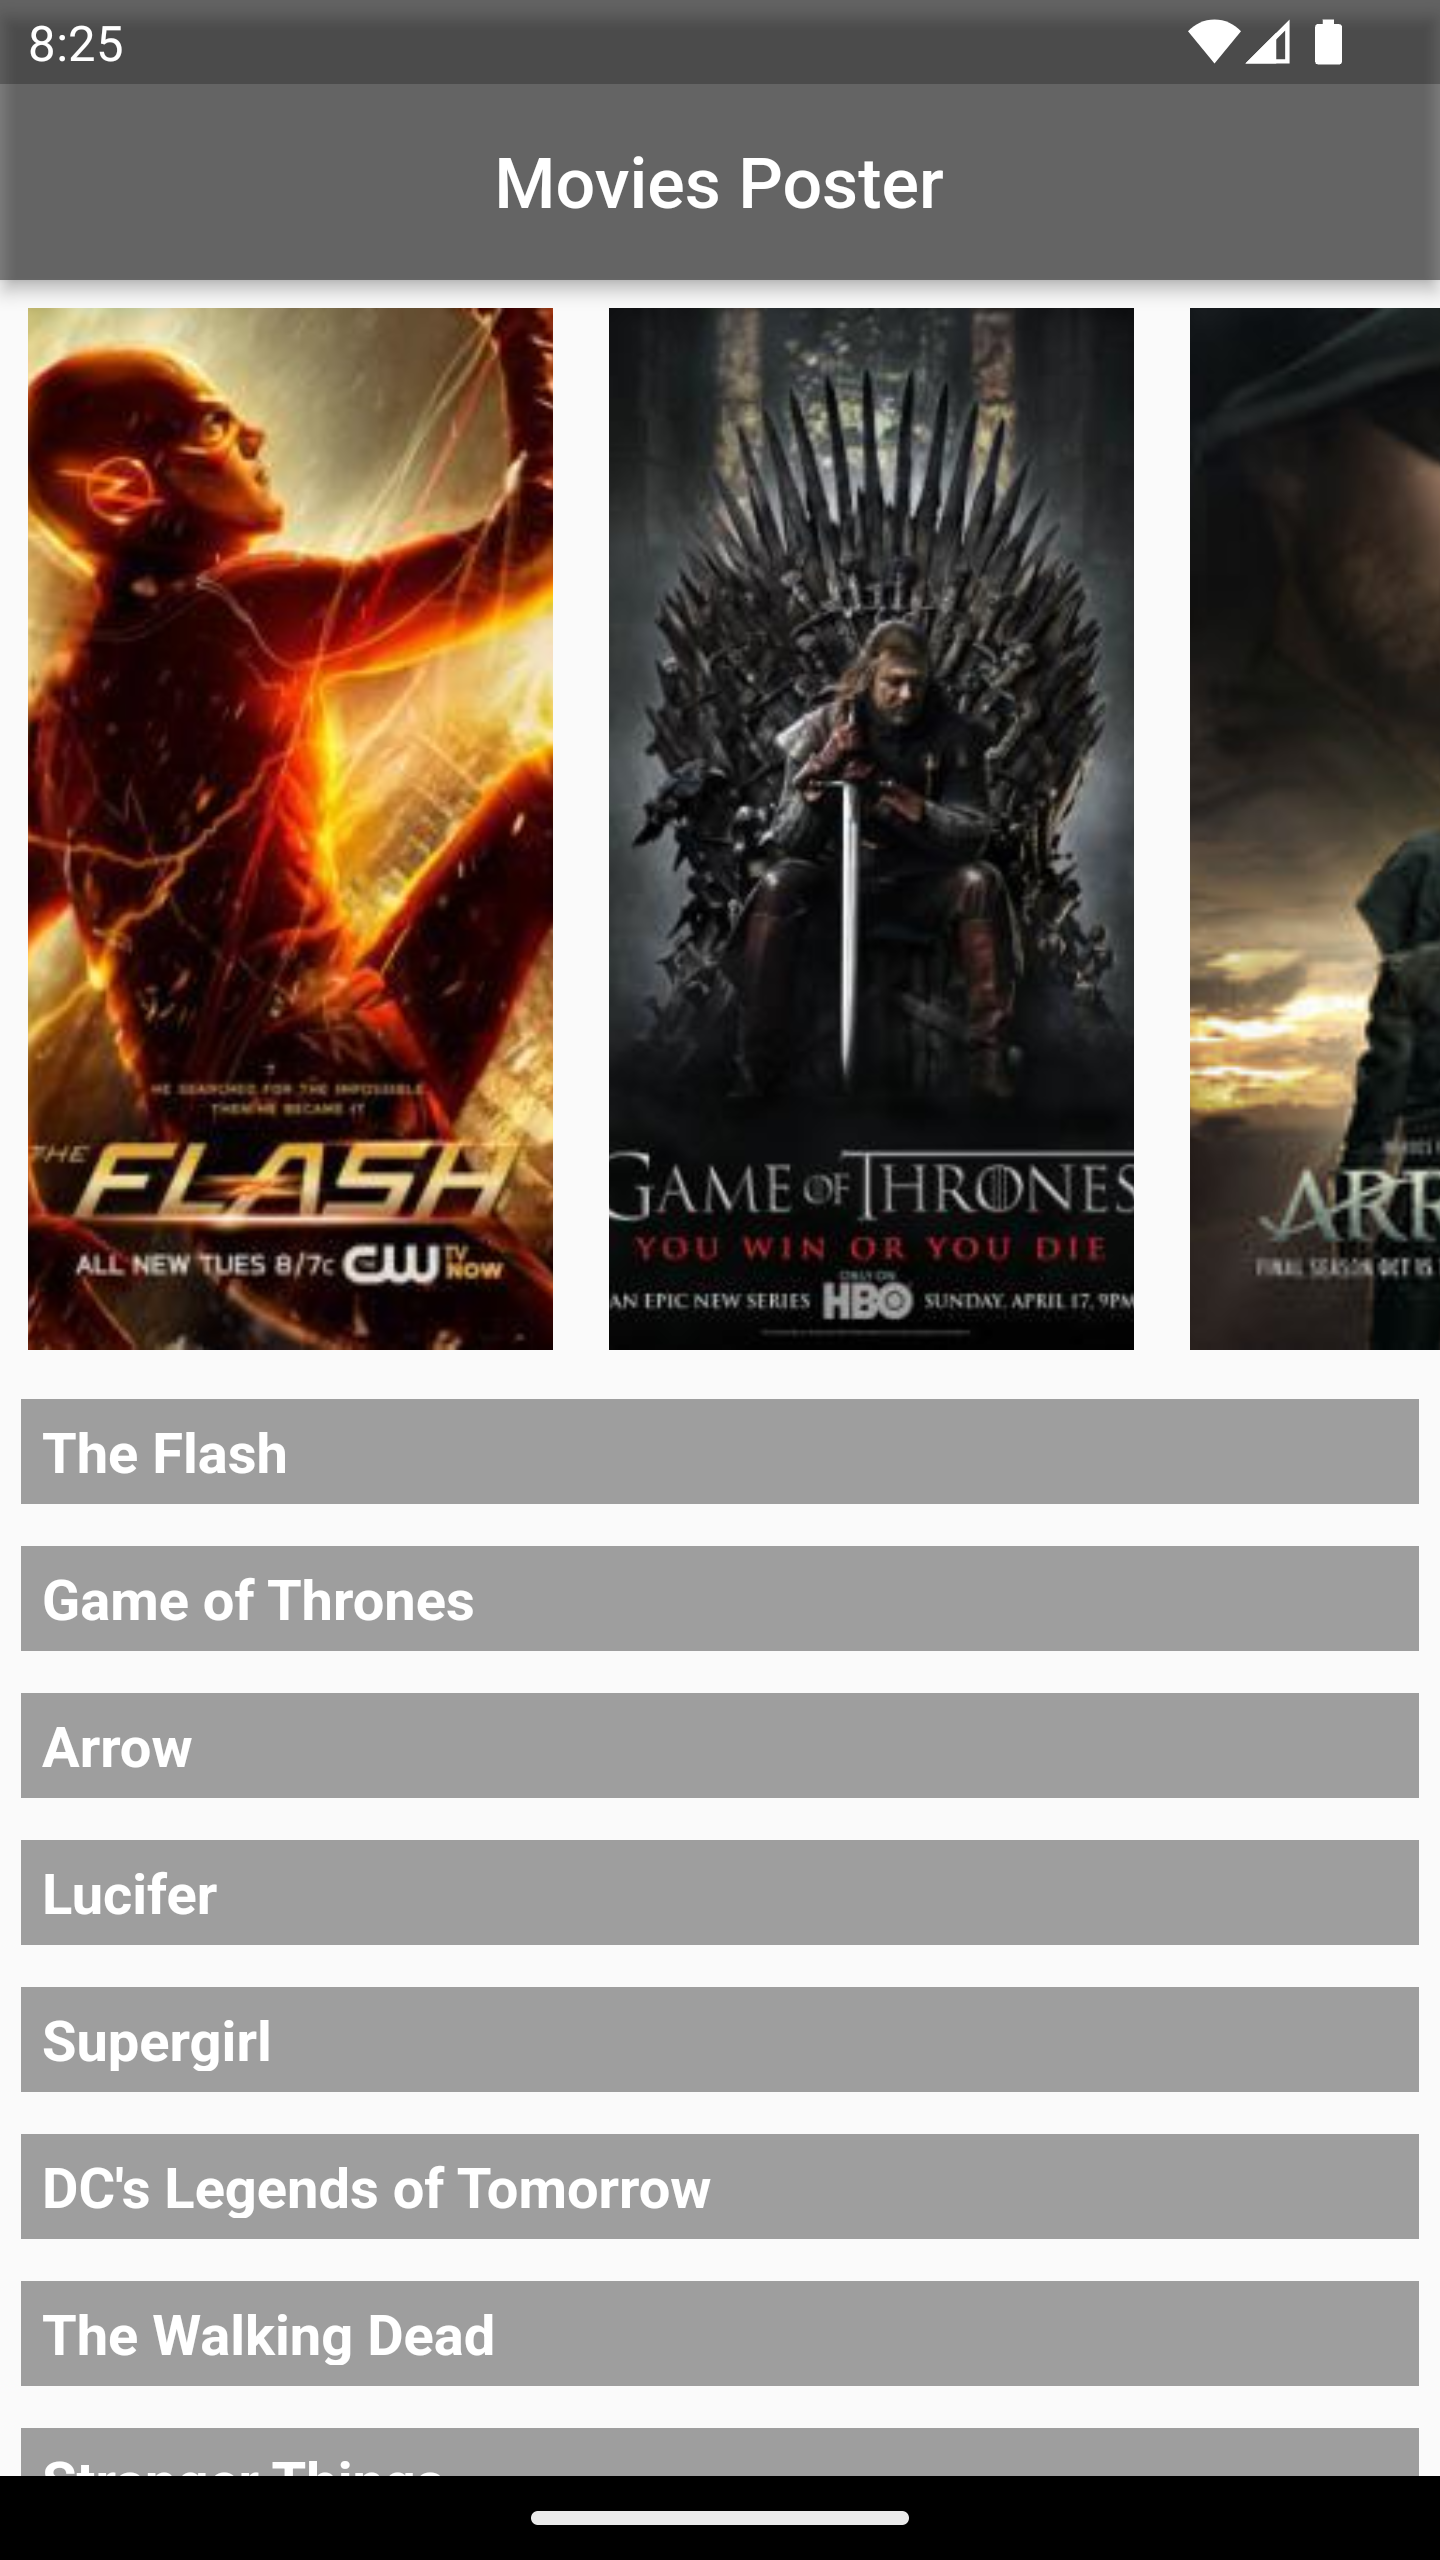 8:25
Movies Poster
HE SEARCHED FOR THE IMPOSSIBLE
THEN HE BECAME IT
THE FLASH
ALL NEW TUES 8/7c CW TV NOW
GAME OF THRONES
YOU WIN OR YOU DIE
ONLY ON
AN EPIC NEW SERIES HBO SUNDAY, APRIL 17, 9PM
ARR
FINAL SEASON OCT 15
The Flash
Game of Thrones
Arrow
Lucifer
Supergirl
DC's Legends of Tomorrow
The Walking Dead
Stranger Things